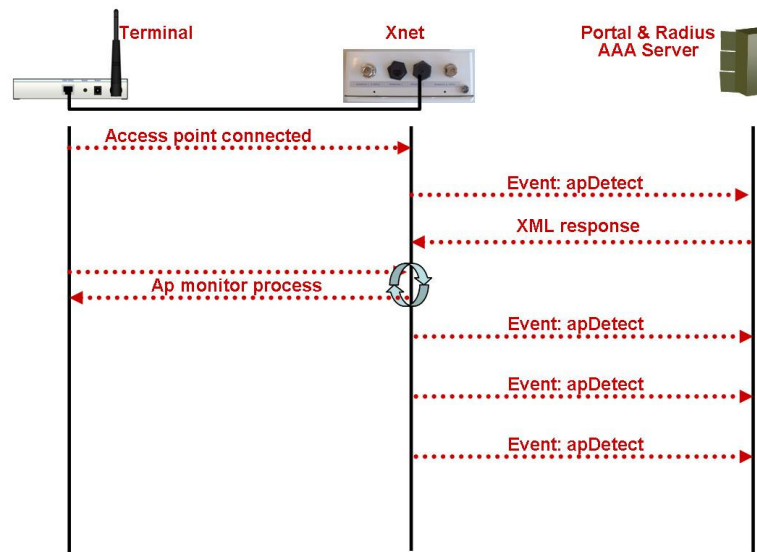 Terminal
Xnet
Portal & Radius
AAA Server
Access point connected
Event: apDetect
XML response
Ap monitor process
Event: apDetect
Event: apDetect
Event: apDetect